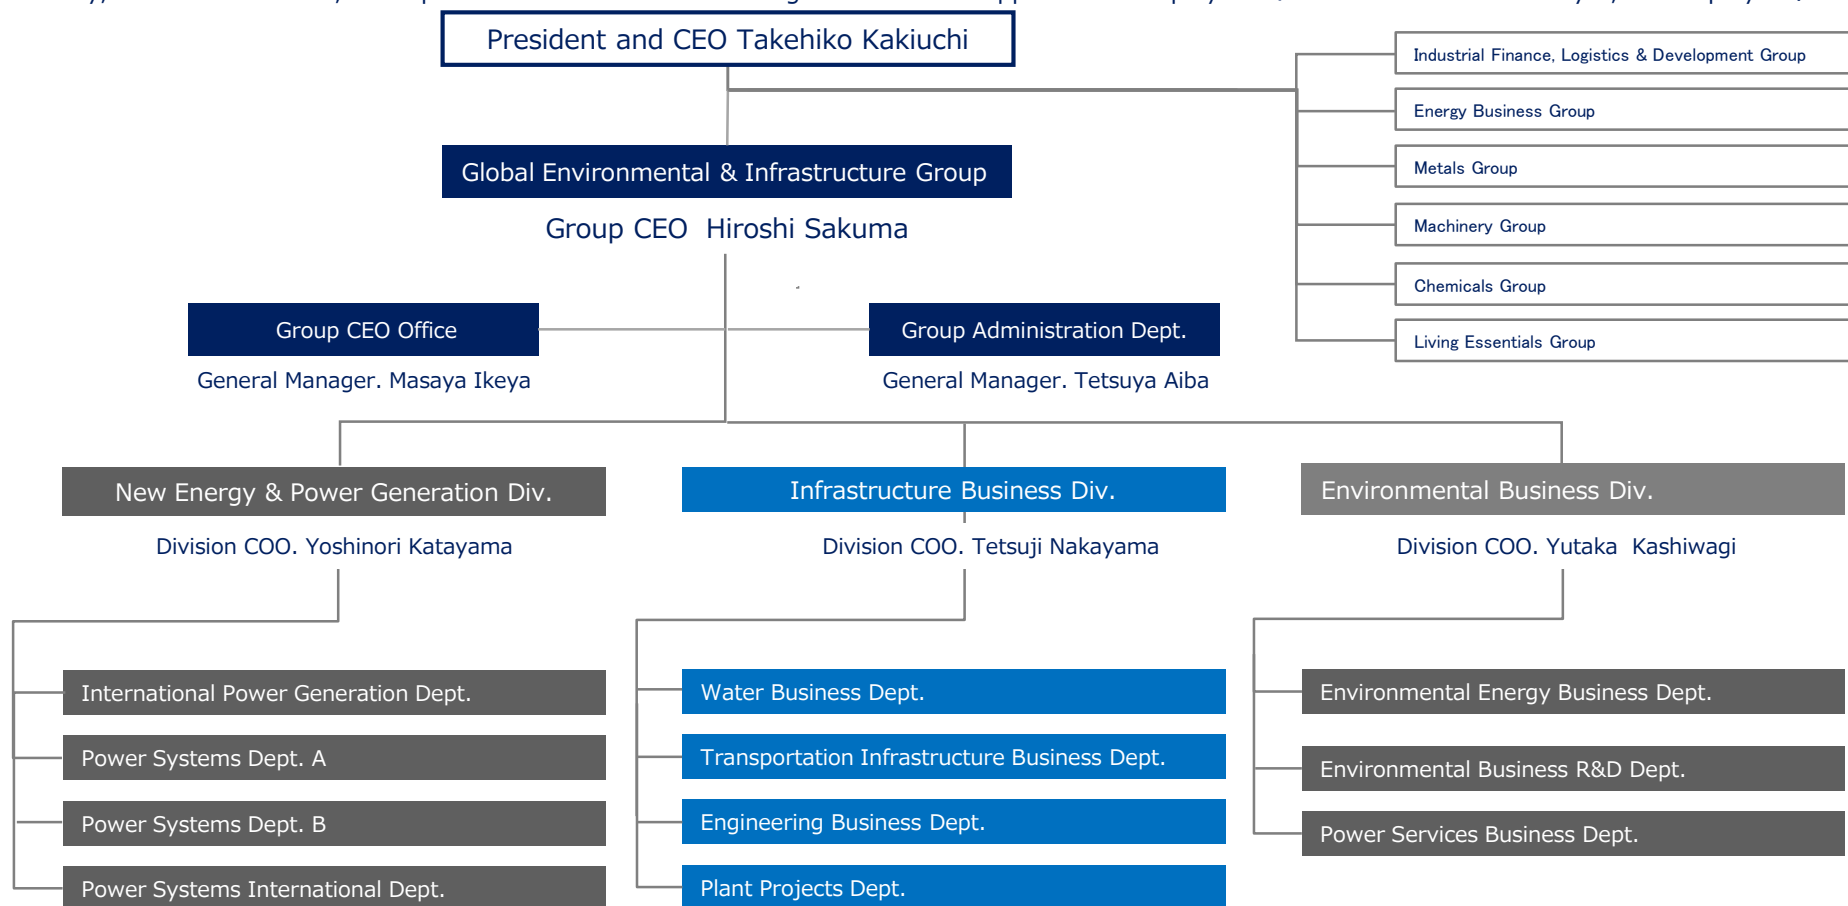 President and CEO Takehiko Kakiuchi
Industrial Finance, Logistics & Development Group
Energy Business Group
Metals Group
Machinery Group
Chemicals Group
Living Essentials Group
Global Environmental & Infrastructure Group
Group CEO Hiroshi Sakuma
Group CEO Office
General Manager. Masaya Ikeya
Group Administration Dept.
General Manager. Tetsuya Aiba
New Energy & Power Generation Div.
Division COO. Yoshinori Katayama
International Power Generation Dept.
Power Systems Dept. A
Power Systems Dept. B
Power Systems International Dept.
Infrastructure Business Div.
Division COO. Tetsuji Nakayama
Water Business Dept.
Transportation Infrastructure Business Dept.
Engineering Business Dept.
Plant Projects Dept.
Environmental Business Div.
Division COO. Yutaka Kashiwagi
Environmental Energy Business Dept.
Environmental Business R&D Dept.
Power Services Business Dept.